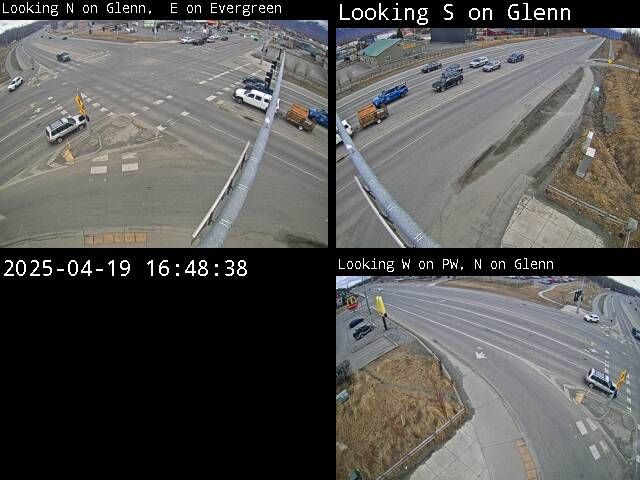 Looking N on Glenn,  E on Evergreen
Looking S on Glenn
2025-04-19 16:48:38
Looking W on PW, N on Glenn